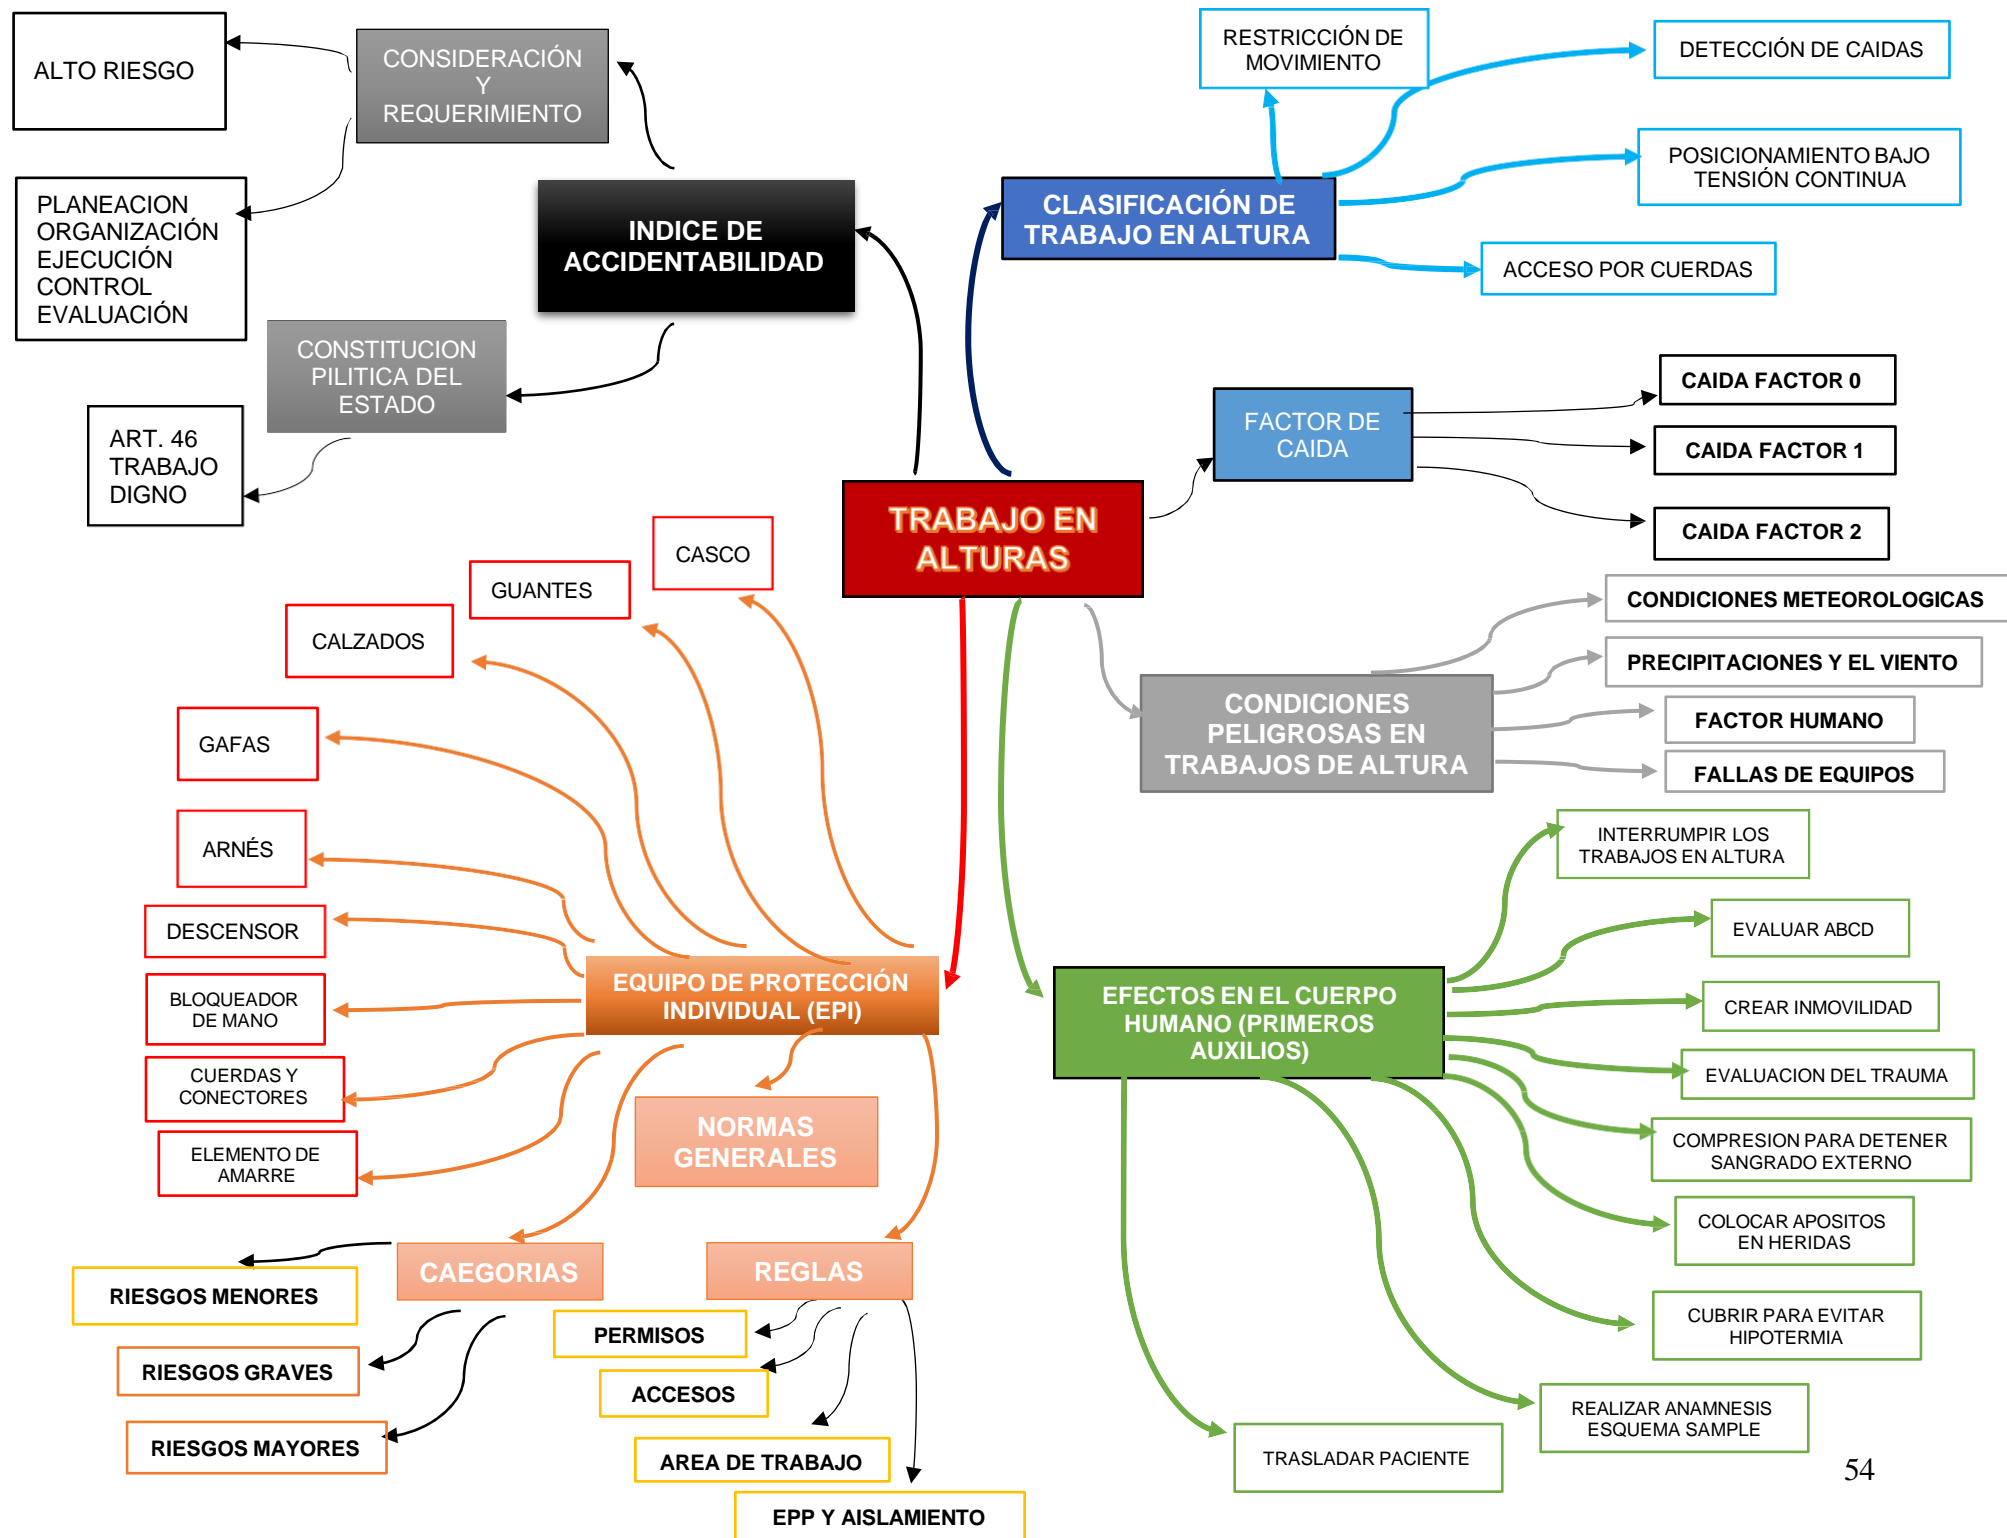 ALTO RIESGO
CONSIDERACIÓN
Y
REQUERIMIENTO
PLANEACION
ORGANIZACIÓN
EJECUCIÓN
CONTROL
EVALUACIÓN
INDICE DE
ACCIDENTABILIDAD
CONSTITUCION
PILITICA DEL
ESTADO
ART. 46
TRABAJO
DIGNO
RESTRICCIÓN DE
MOVIMIENTO
DETECCIÓN DE CAIDAS
POSICIONAMIENTO BAJO
TENSIÓN CONTINUA
CLASIFICACIÓN DE
TRABAJO EN ALTURA
ACCESO POR CUERDAS
FACTOR DE
CAIDA
CAIDA FACTOR 0
CAIDA FACTOR 1
CAIDA FACTOR 2
TRABAJO EN
ALTURAS
CASCO
GUANTES
CALZADOS
GAFAS
ARNÉS
DESCENSOR
BLOQUEADOR
DE MANO
CUERDAS Y
CONECTORES
ELEMENTO DE
AMARRE
EQUIPO DE PROTECCIÓN
INDIVIDUAL (EPI)
NORMAS
GENERALES
CAEGORIAS
REGLAS
RIESGOS MENORES
RIESGOS GRAVES
RIESGOS MAYORES
PERMISOS
ACCESOS
AREA DE TRABAJO
EPP Y AISLAMIENTO
CONDICIONES
PELIGROSAS EN
TRABAJOS DE ALTURA
CONDICIONES METEOROLOGICAS
PRECIPITACIONES Y EL VIENTO
FACTOR HUMANO
FALLAS DE EQUIPOS
EFECTOS EN EL CUERPO
HUMANO (PRIMEROS
AUXILIOS)
INTERRUMPIR LOS
TRABAJOS EN ALTURA
EVALUAR ABCD
CREAR INMOVILIDAD
EVALUACION DEL TRAUMA
COMPRESION PARA DETENER
SANGRADO EXTERNO
COLOCAR APOSITOS
EN HERIDAS
CUBRIR PARA EVITAR
HIPOTERMIA
REALIZAR ANAMNESIS
ESQUEMA SAMPLE
TRASLADAR PACIENTE
54